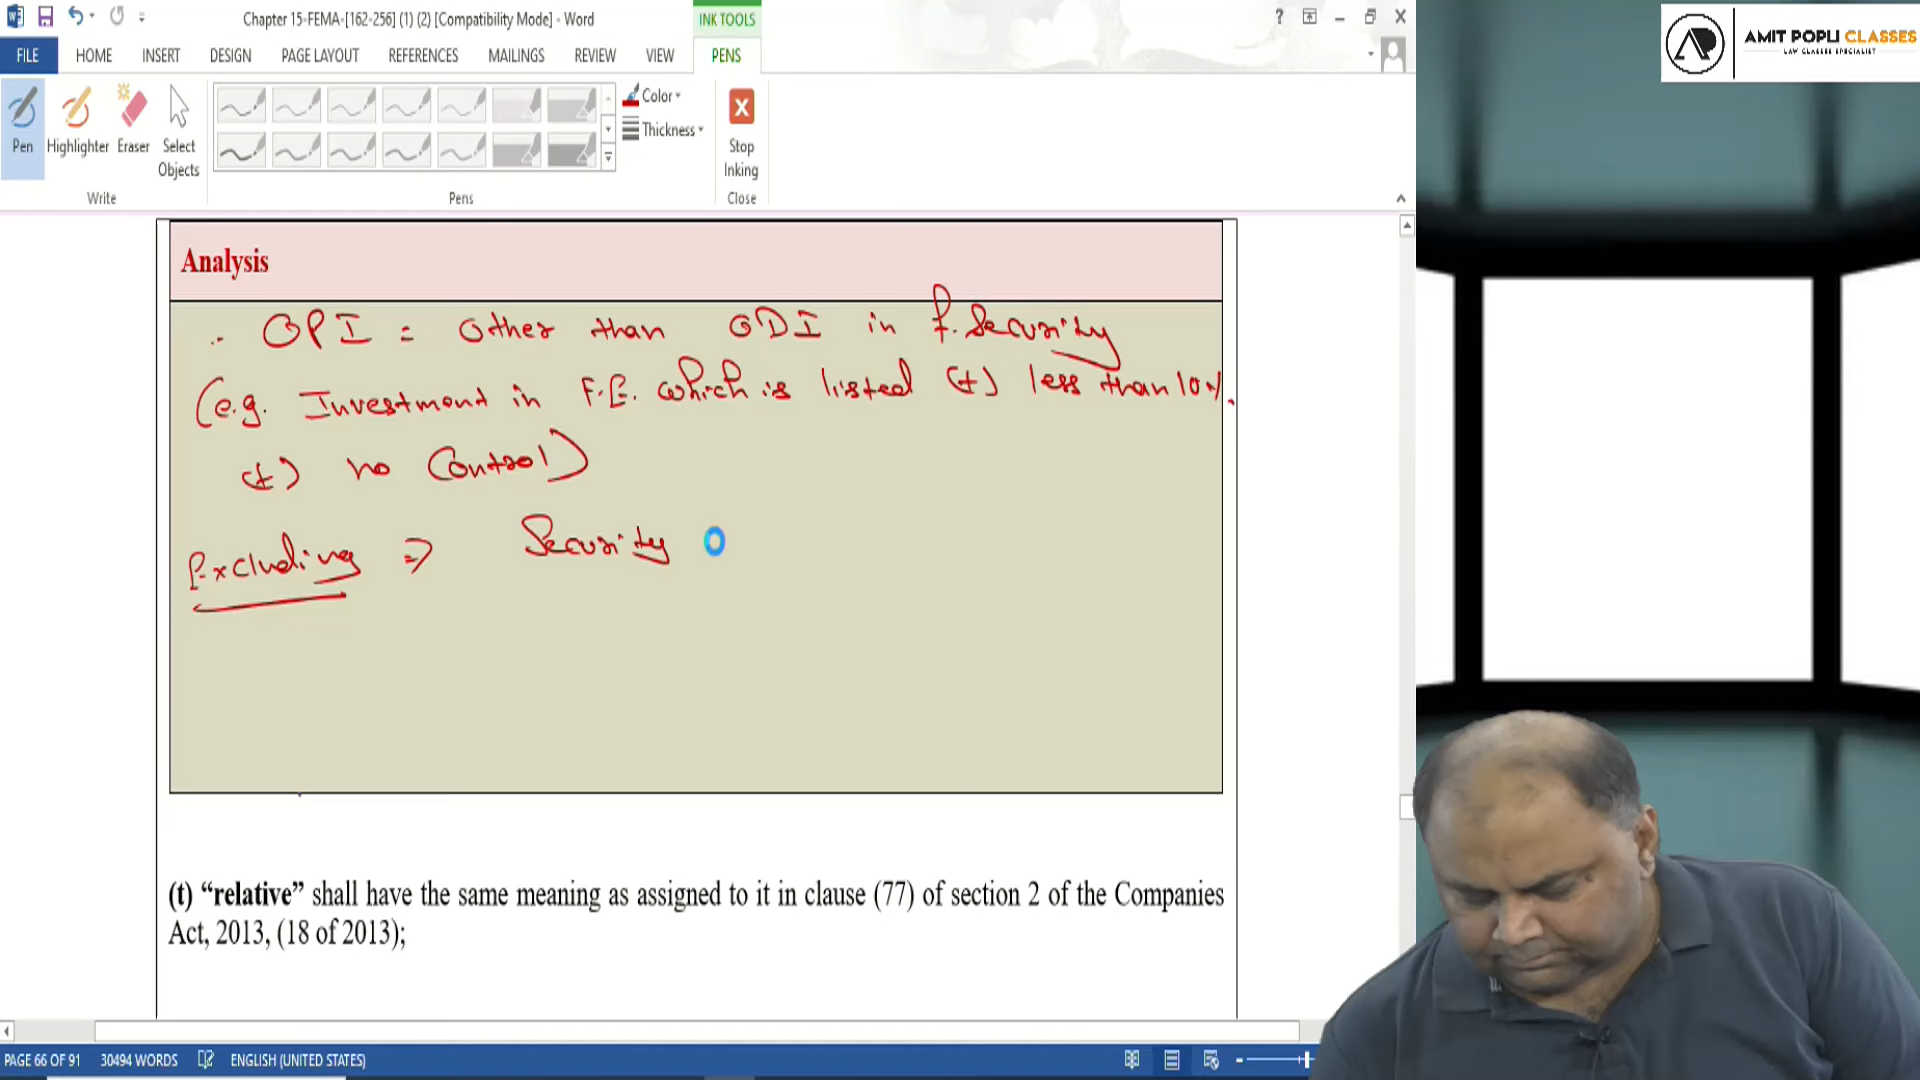 Chapter 15-FEMA-[162-256] (1) (2) [Compatibility Mode] - Word
INK TOOLS
?
AMIT POPLI CLASSES
LAW CLASSES SPECIALIST
FILE HOME INSERT DESIGN PAGE LAYOUT REFERENCES MAILINGS REVIEW VIEW PENS
Color
Thickness
Pen Highlighter Eraser Select Objects
Stop Inking
Write Pens Close
Analysis
∴ OPI = Other than ODI in F. Security
(e.g. Investment in F.E. which is listed (+) less than 10%.
(+) no Control)
Excluding ⇒ Security
(t) “relative” shall have the same meaning as assigned to it in clause (77) of section 2 of the Companies
Act, 2013, (18 of 2013);
PAGE 66 OF 91 30494 WORDS ENGLISH (UNITED STATES)